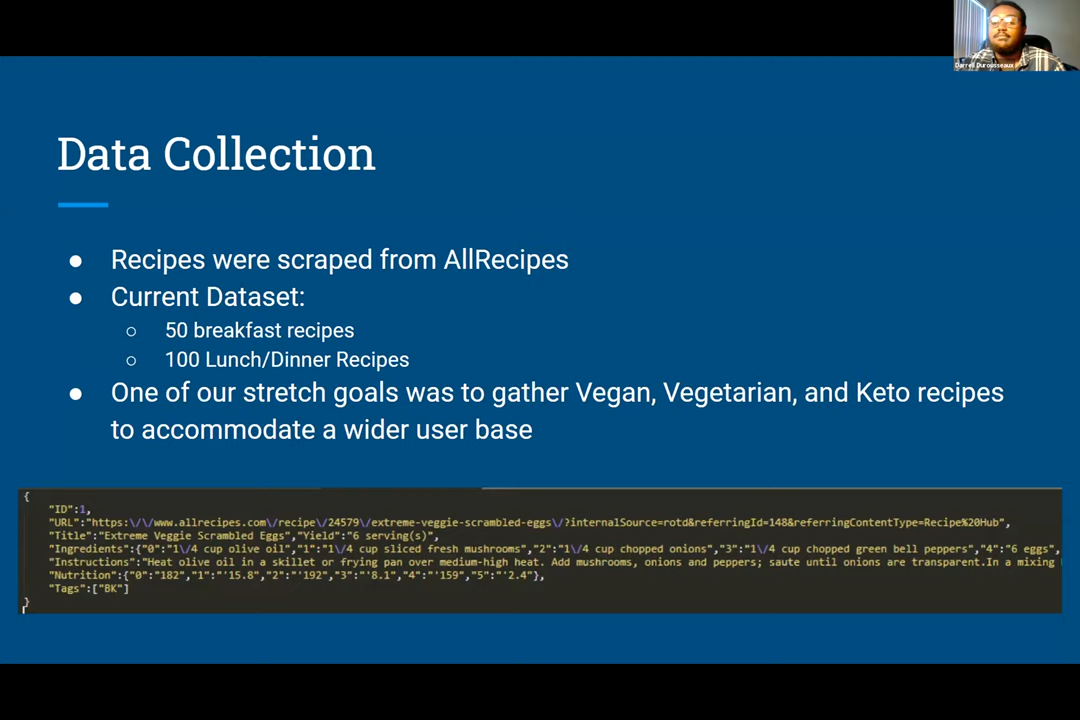 Darrell Durousseaux
Data Collection
● Recipes were scraped from AllRecipes
● Current Dataset:
○ 50 breakfast recipes
○ 100 Lunch/Dinner Recipes
● One of our stretch goals was to gather Vegan, Vegetarian, and Keto recipes
to accommodate a wider user base
{
"ID":1,
"URL":"https:\/\/www.allrecipes.com\/recipe\/24579\/extreme-veggie-scrambled-eggs\/?internalSource=rotd&referringId=148&referringContentType=Recipe%20Hub",
"Title":"Extreme Veggie Scrambled Eggs","Yield":"6 serving(s)",
"Ingredients":{"0":"1\/4 cup olive oil","1":"1\/4 cup sliced fresh mushrooms","2":"1\/4 cup chopped onions","3":"1\/4 cup chopped green bell peppers","4":"6 eggs",
"Instructions":"Heat olive oil in a skillet or frying pan over medium-high heat. Add mushrooms, onions and peppers; saute until onions are transparent.In a mixing
"Nutrition":{"0":"182","1":"'15.8","2":"'192","3":"'8.1","4":"'159","5":"'2.4"},
"Tags":["BK"]
}